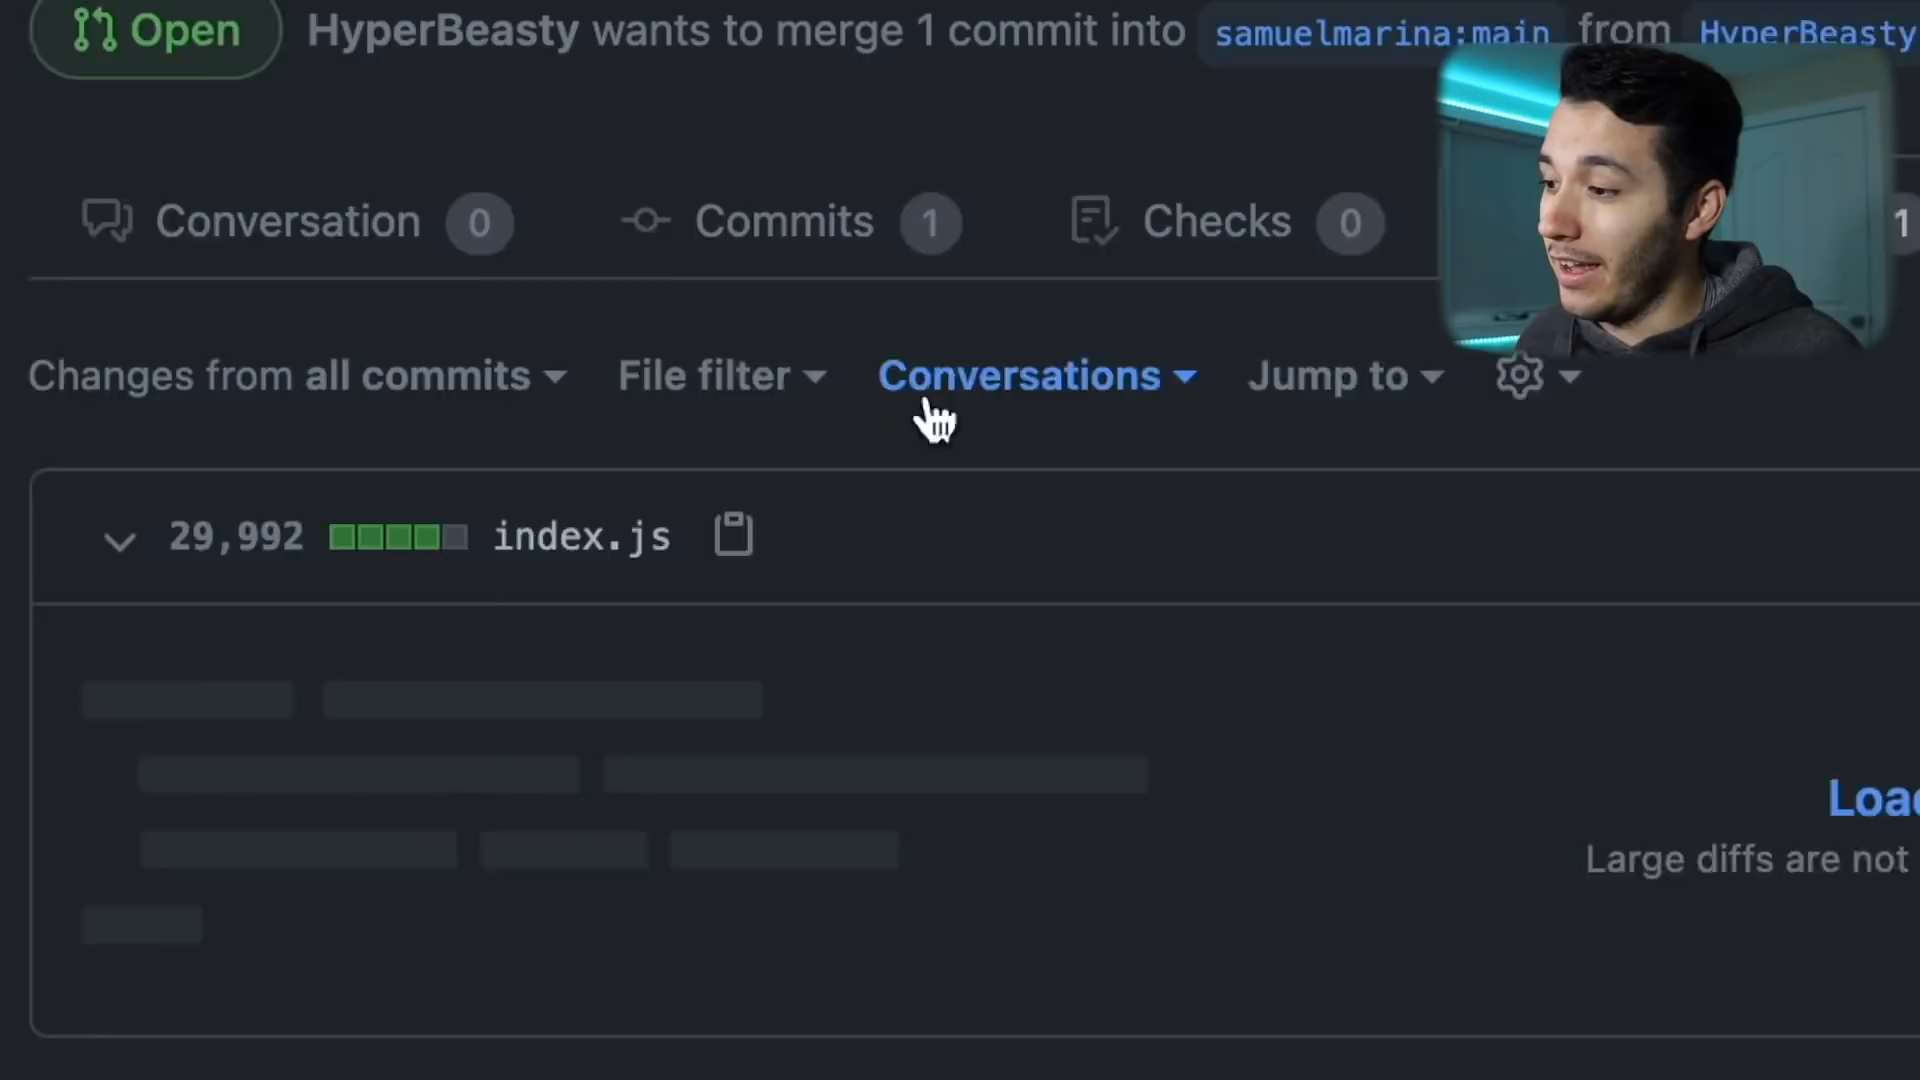 Open HyperBeasty wants to merge 1 commit into samuelmarina:main from HyperBeasty
Conversation 0 Commits 1 Checks 0 1
Changes from all commits File filter Conversations Jump to
29,992 index.js
Large diffs are not